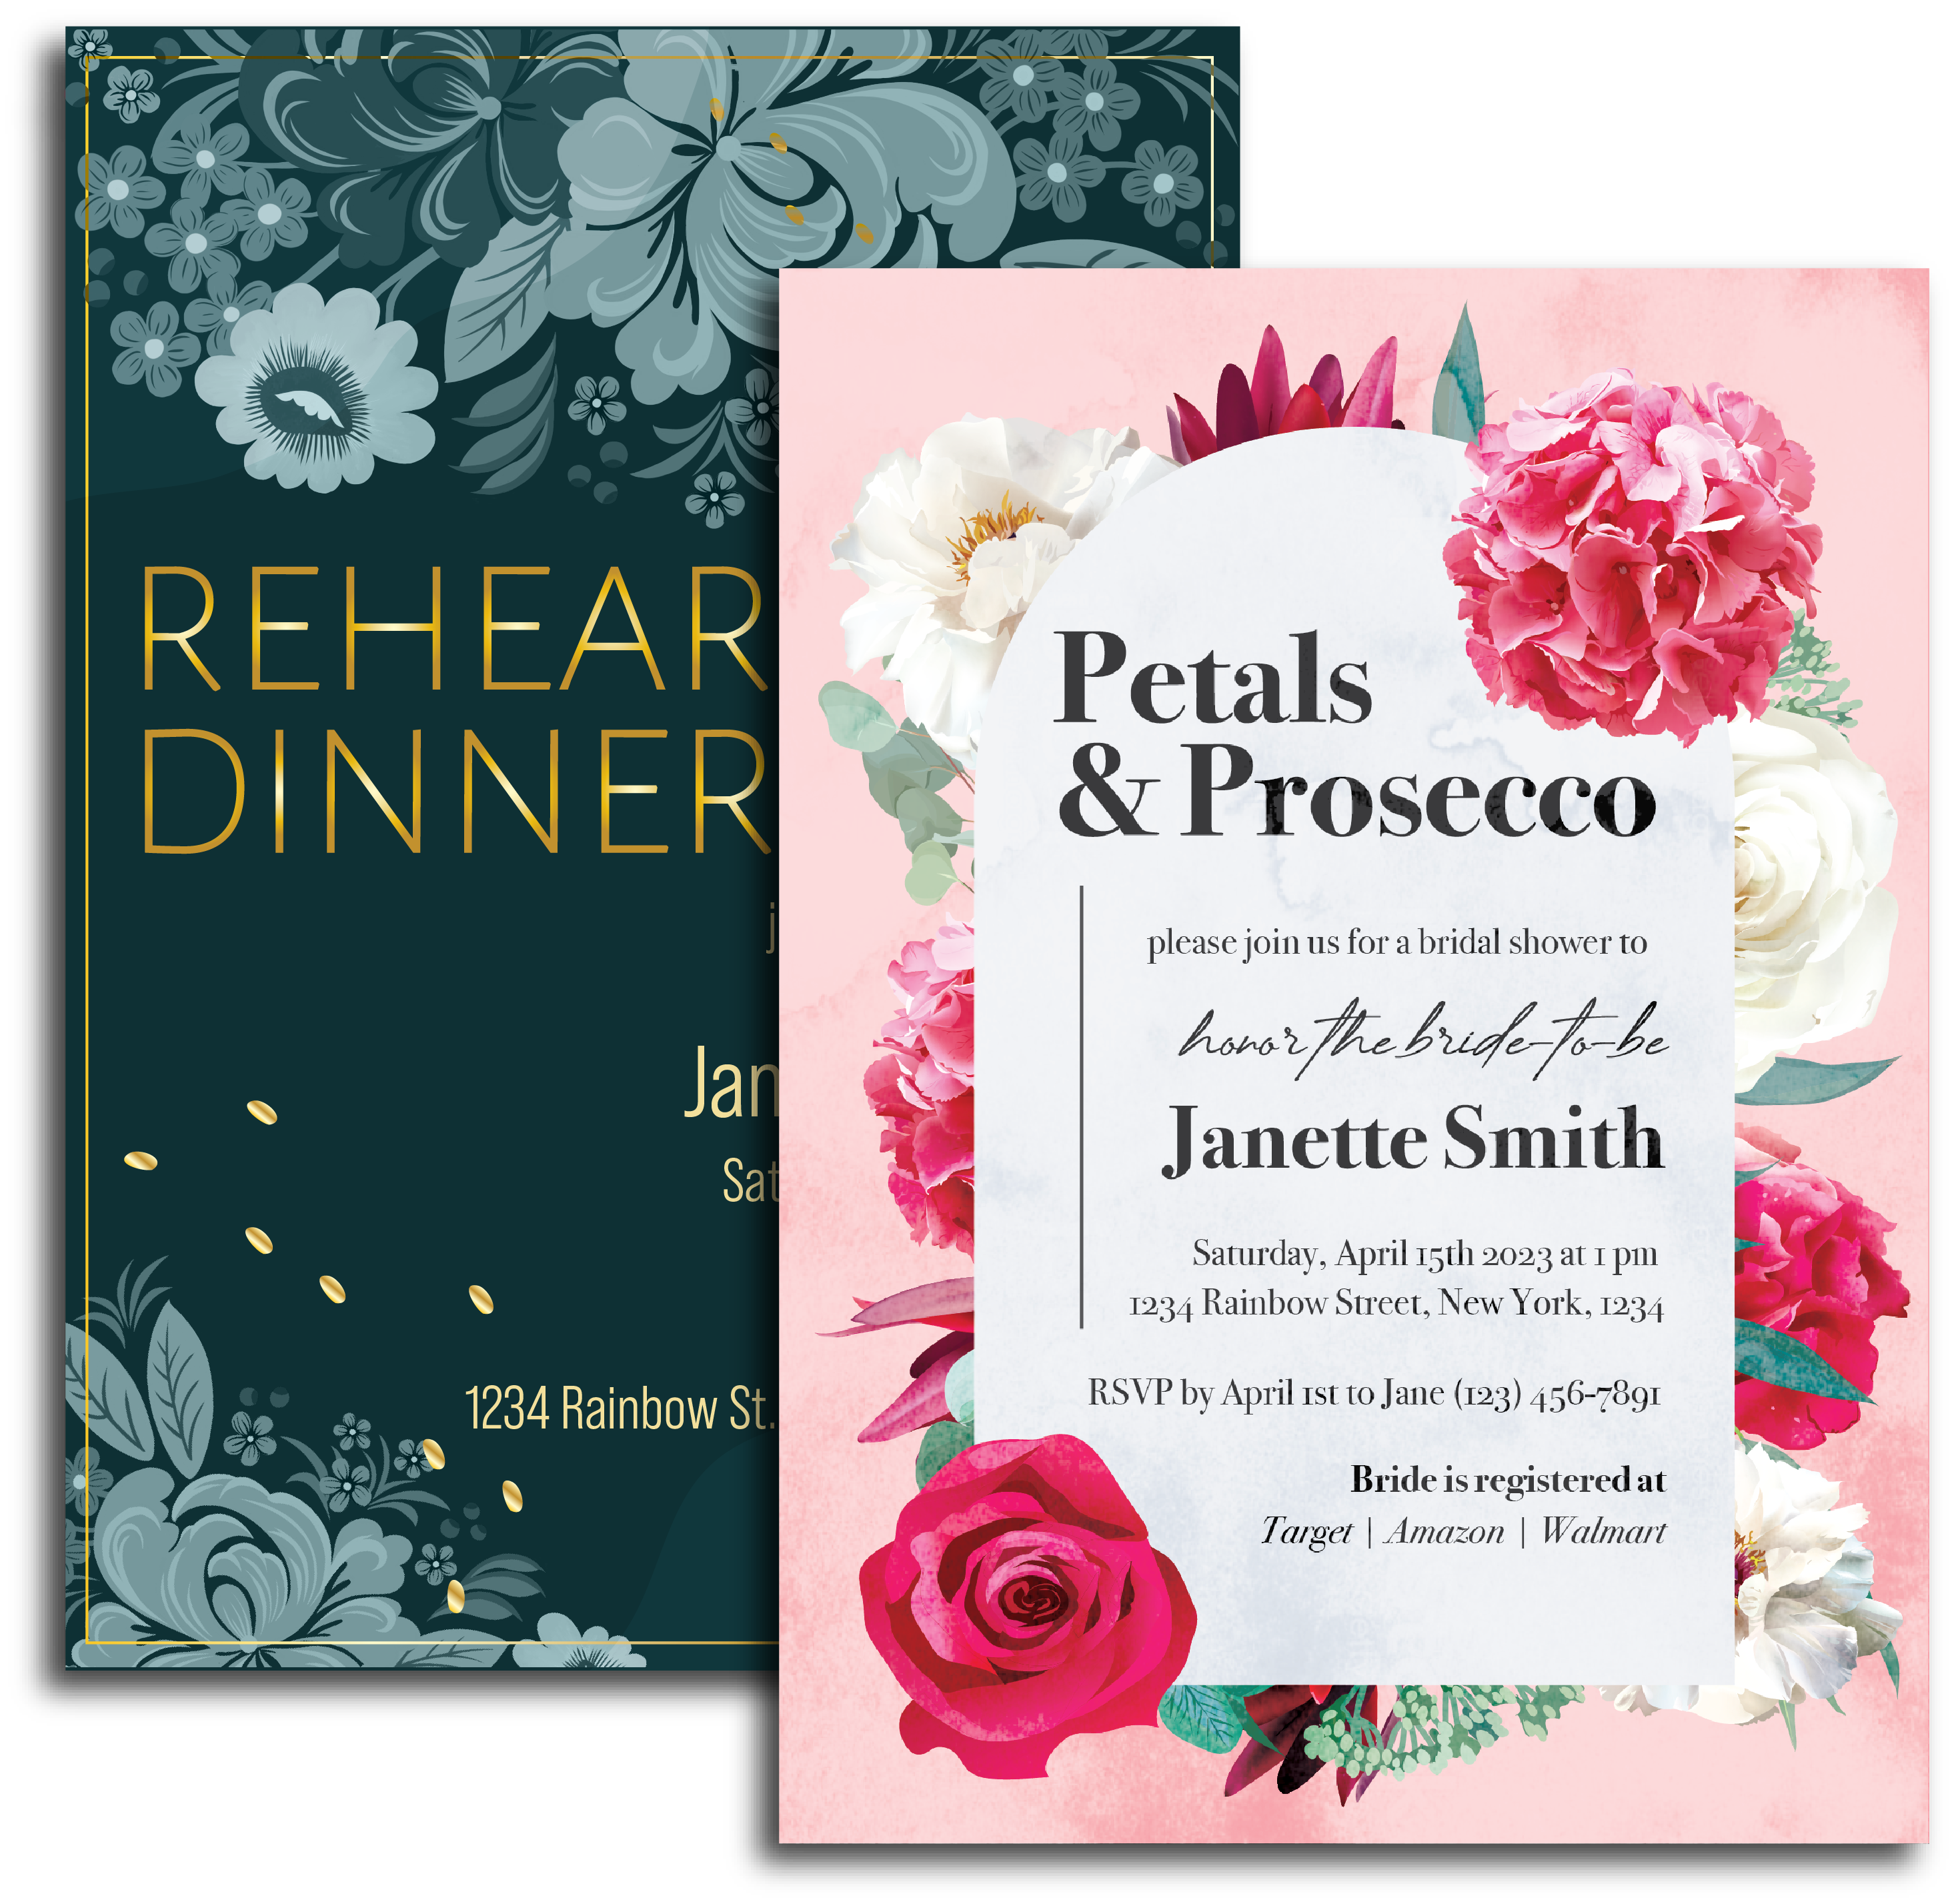 REHEAR
DINNER
j
Jan
Sat
1234 Rainbow St.
Petals
& Prosecco
please join us for a bridal shower to
honor the bride-to-be
Janette Smith
Saturday, April 15th 2023 at 1 pm
1234 Rainbow Street, New York, 1234
RSVP by April 1st to Jane (123) 456-7891
Bride is registered at
Target | Amazon | Walmart